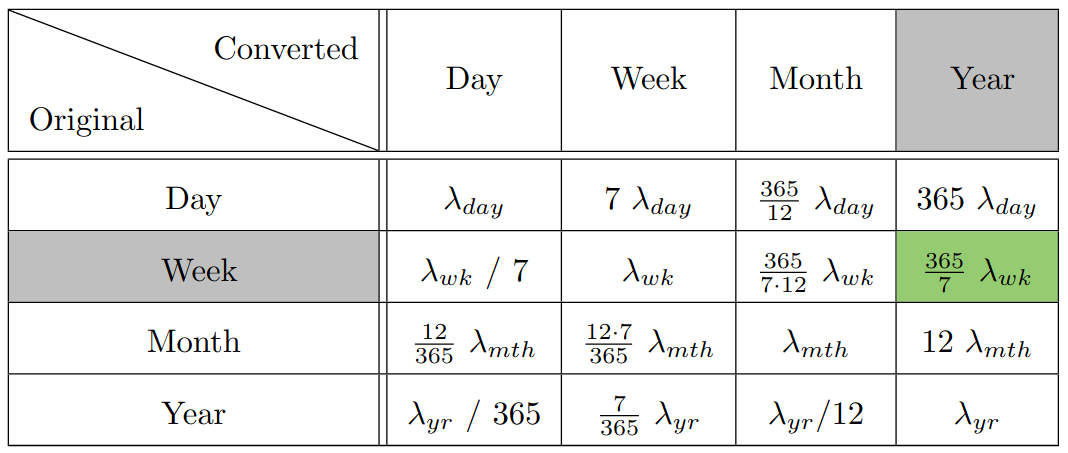 Converted
Original
Day Week Month Year
Day λ_day 7 λ_day 365/12 λ_day 365 λ_day
Week λ_wk / 7 λ_wk 365/7·12 λ_wk 365/7 λ_wk
Month 12/365 λ_mth 12·7/365 λ_mth λ_mth 12 λ_mth
Year λ_yr / 365 7/365 λ_yr λ_yr/12 λ_yr